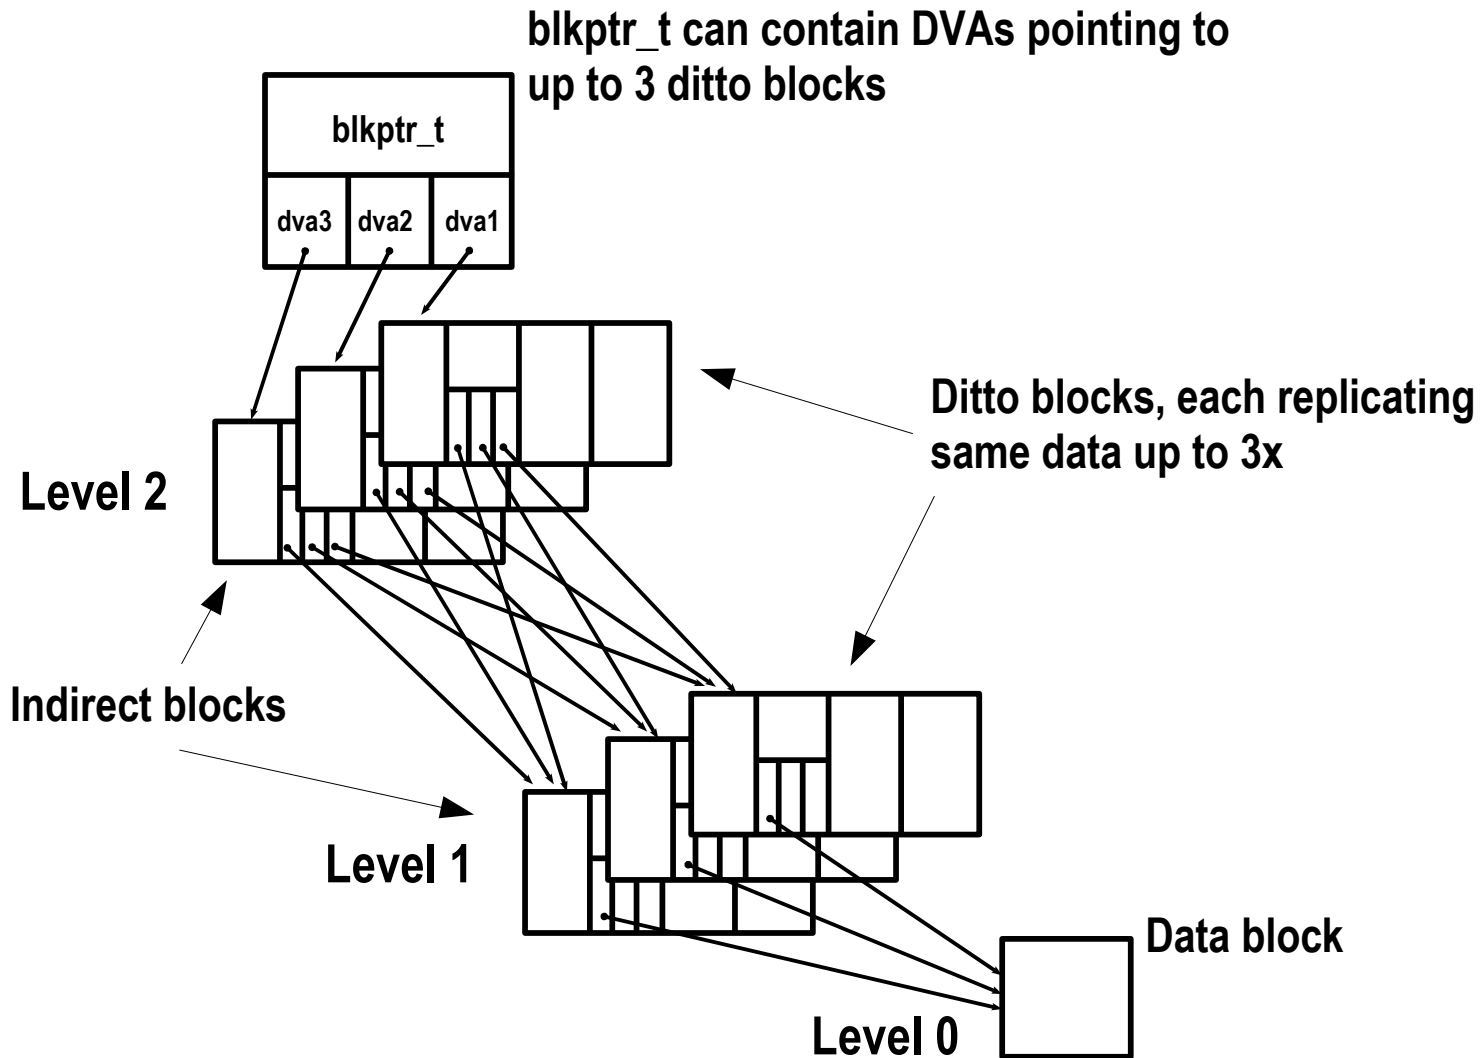 blkptr_t can contain DVAs pointing to
up to 3 ditto blocks
blkptr_t
dva3
dva2
dva1
Ditto blocks, each replicating
same data up to 3x
Level 2
Indirect blocks
Level 1
Data block
Level 0